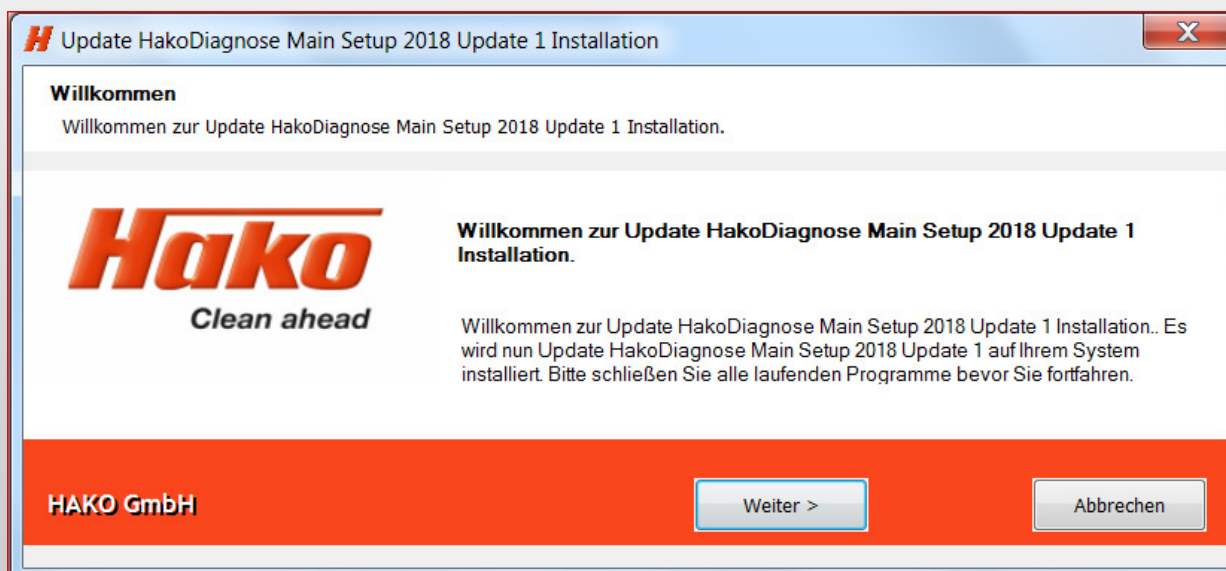 Update HakoDiagnose Main Setup 2018 Update 1 Installation
Willkommen
Willkommen zur Update HakoDiagnose Main Setup 2018 Update 1 Installation.
Hako
Clean ahead
Willkommen zur Update HakoDiagnose Main Setup 2018 Update 1
Installation.
Willkommen zur Update HakoDiagnose Main Setup 2018 Update 1 Installation.. Es
wird nun Update HakoDiagnose Main Setup 2018 Update 1 auf Ihrem System
installiert. Bitte schließen Sie alle laufenden Programme bevor Sie fortfahren.
HAKO GmbH
Weiter >
Abbrechen